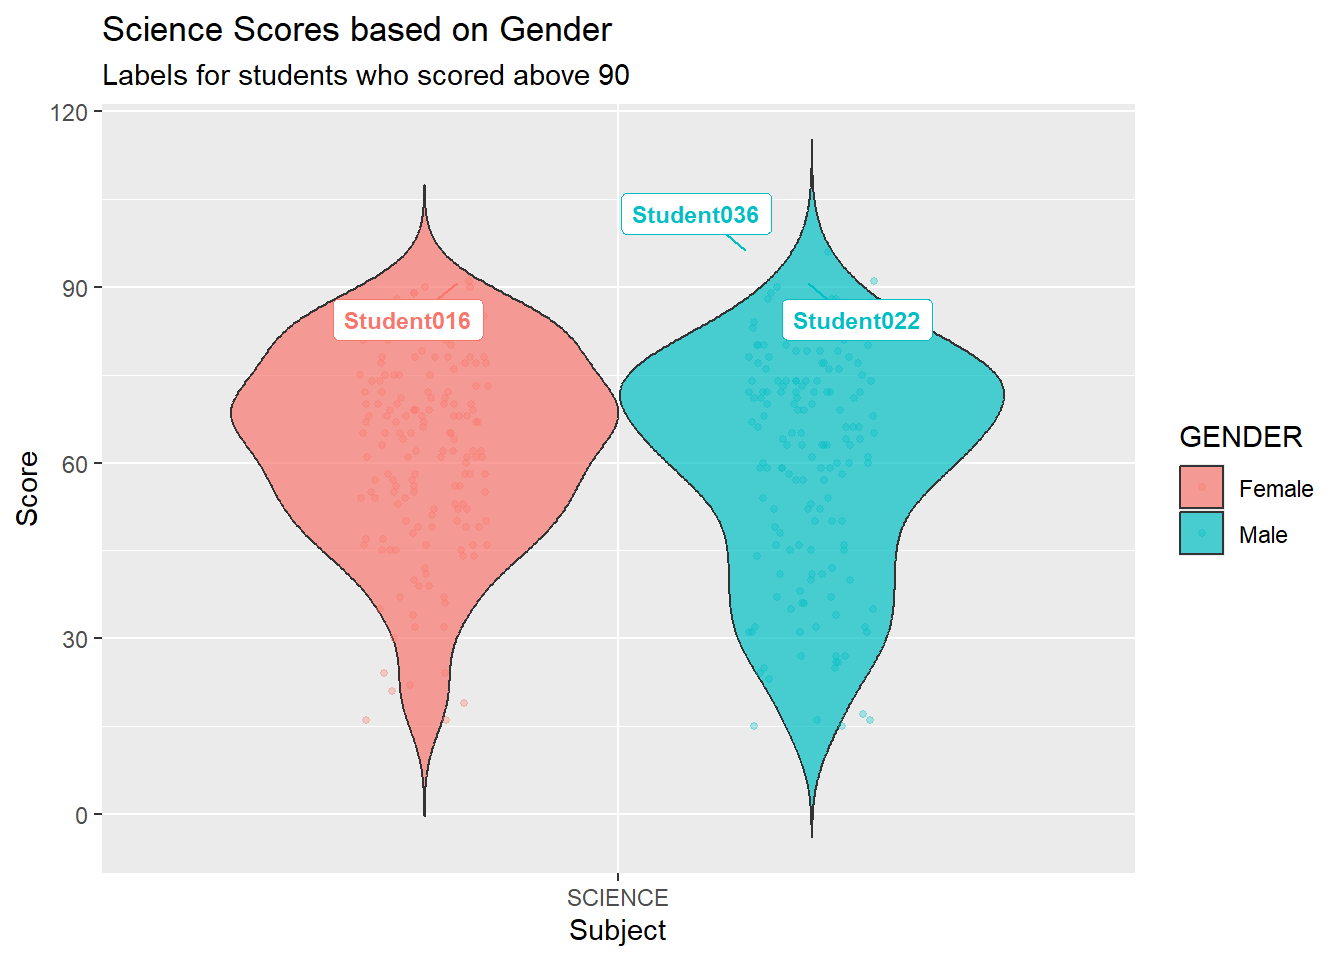 Science Scores based on Gender
Labels for students who scored above 90
120
90
60
30
0
Score
Student036
Student016
Student022
SCIENCE
Subject
GENDER
Female
Male